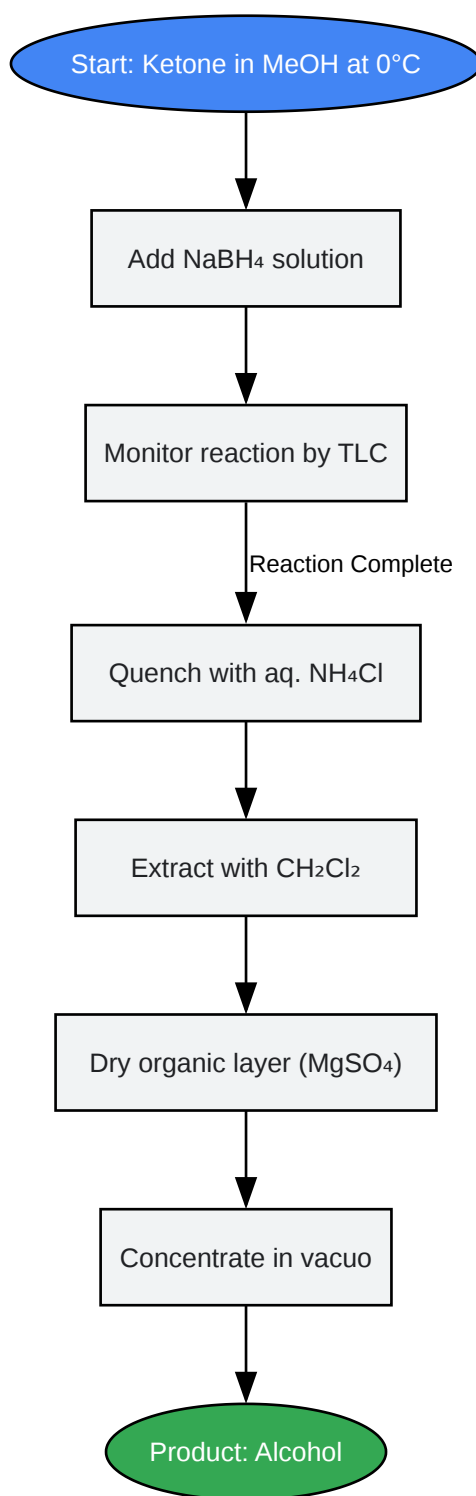 Start: Ketone in MeOH at 0°C
Add NaBH₄ solution
Monitor reaction by TLC
Reaction Complete
Quench with aq. NH₄Cl
Extract with CH₂Cl₂
Dry organic layer (MgSO₄)
Concentrate in vacuo
Product: Alcohol